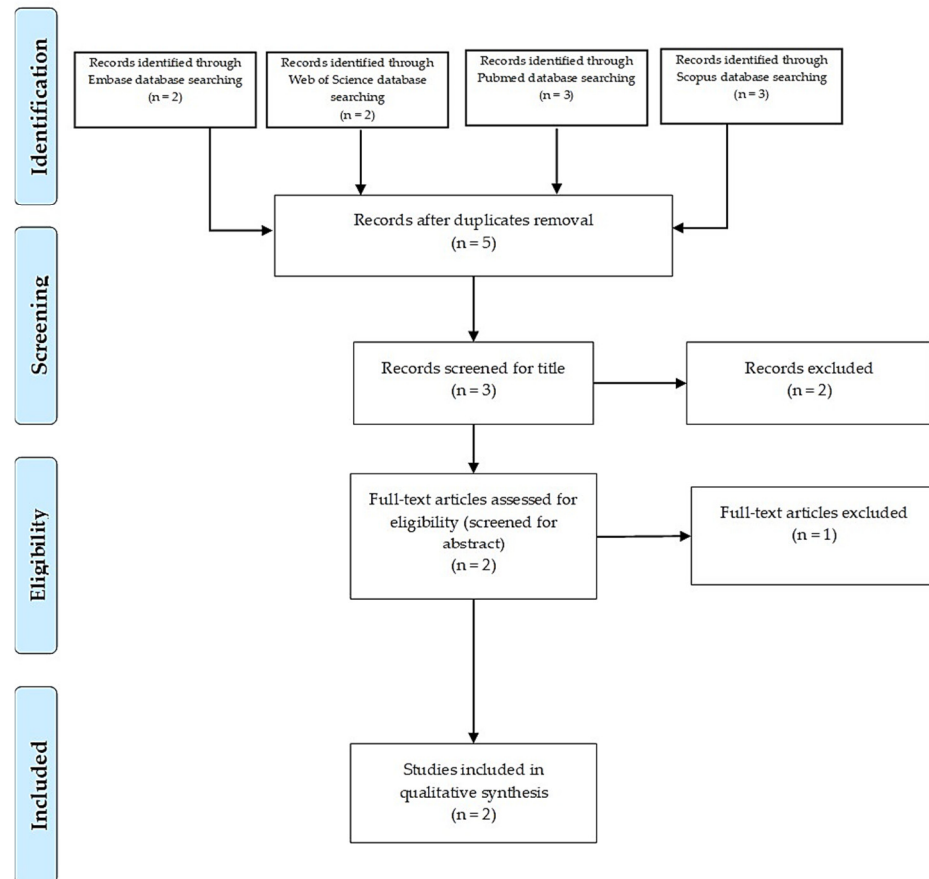 Identification
Records identified through
Embase database searching
(n = 2)
Records identified through
Web of Science database
searching
(n = 2)
Records identified through
Pubmed database searching
(n = 3)
Records identified through
Scopus database searching
(n = 3)
Records after duplicates removal
(n = 5)
Screening
Records screened for title
(n = 3)
Records excluded
(n = 2)
Eligibility
Full-text articles assessed for
eligibility (screened for
abstract)
(n = 2)
Full-text articles excluded
(n = 1)
Included
Studies included in
qualitative synthesis
(n = 2)